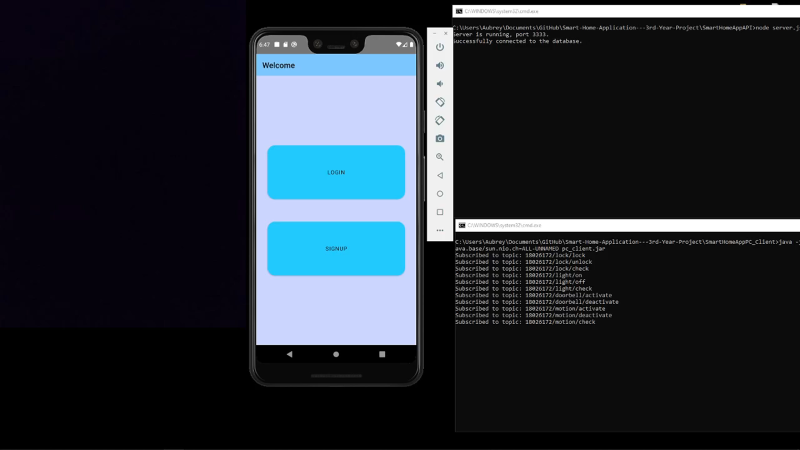 6:47
Welcome
LOGIN
SIGNUP
C:\WINDOWS\system32\cmd.exe
C:\Users\Aubrey\Documents\GitHub\Smart-Home-Application---3rd-Year-Project\SmartHomeAppAPI>node server.j
Server is running, port 3333.
Successfully connected to the database.
C:\WINDOWS\system32\cmd.exe
C:\Users\Aubrey\Documents\GitHub\Smart-Home-Application---3rd-Year-Project\SmartHomeAppPC_Client>java -
ava.base/sun.nio.ch=ALL-UNNAMED pc_client.jar
Subscribed to topic: 18026172/lock/lock
Subscribed to topic: 18026172/lock/unlock
Subscribed to topic: 18026172/lock/check
Subscribed to topic: 18026172/light/on
Subscribed to topic: 18026172/light/off
Subscribed to topic: 18026172/light/check
Subscribed to topic: 18026172/doorbell/activate
Subscribed to topic: 18026172/doorbell/deactivate
Subscribed to topic: 18026172/motion/activate
Subscribed to topic: 18026172/motion/deactivate
Subscribed to topic: 18026172/motion/check